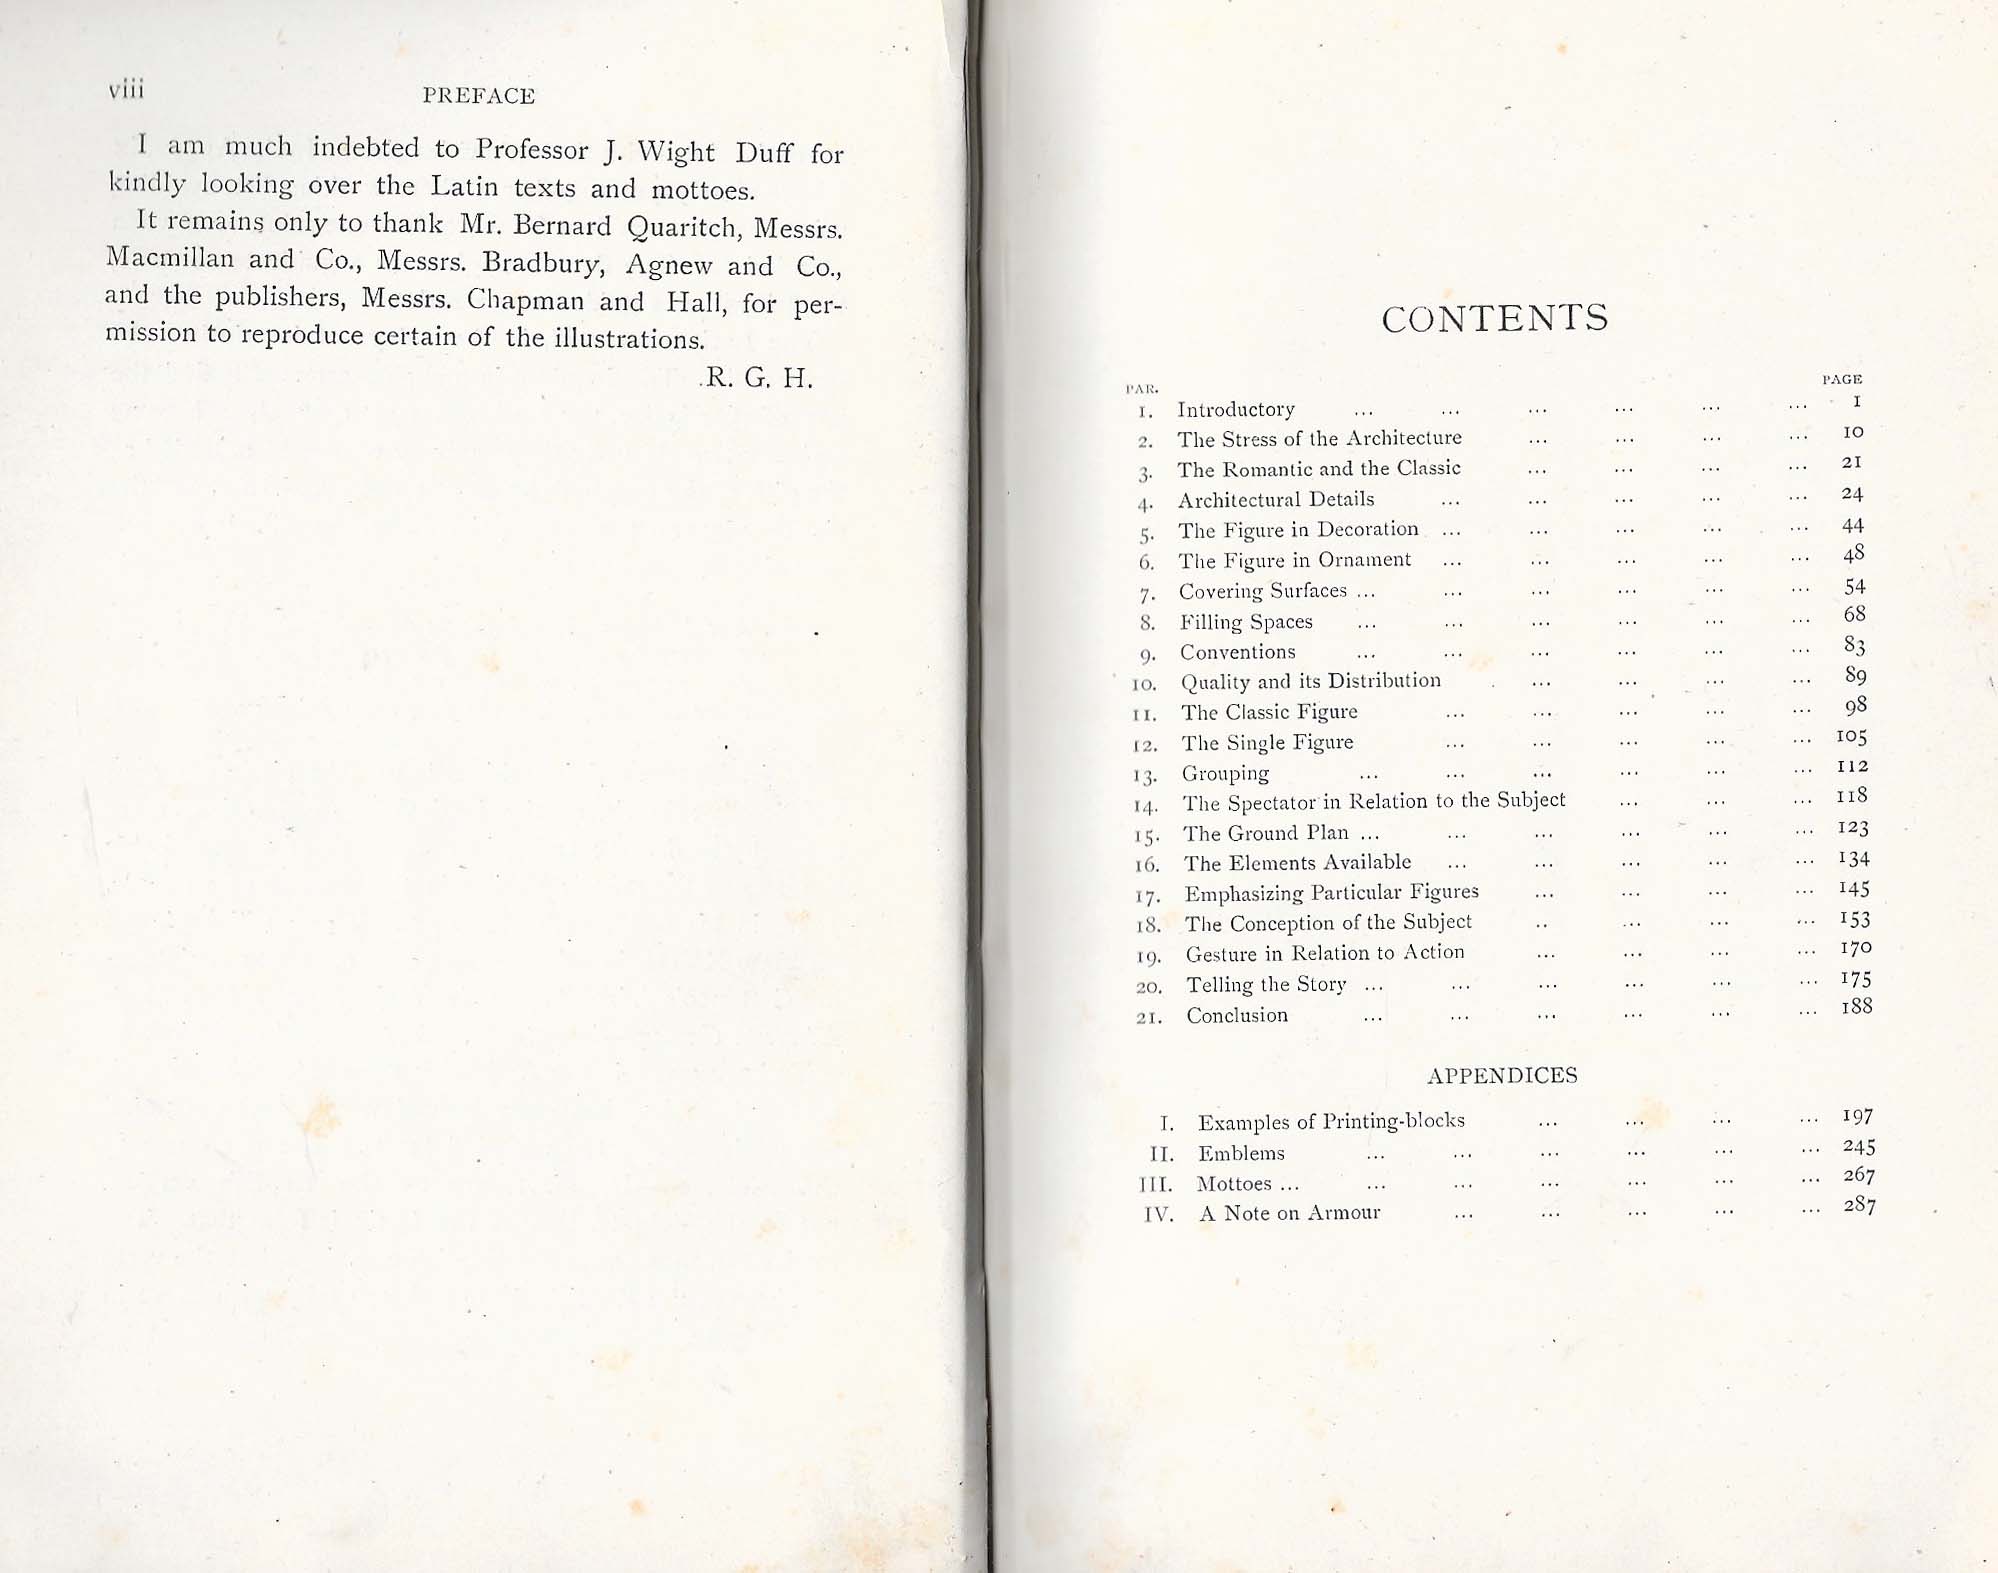 viii PREFACE
I am much indebted to Professor J. Wight Duff for
kindly looking over the Latin texts and mottoes.
It remains only to thank Mr. Bernard Quaritch, Messrs.
Macmillan and Co., Messrs. Bradbury, Agnew and Co.,
and the publishers, Messrs. Chapman and Hall, for per-
mission to reproduce certain of the illustrations.
R. G. H.
CONTENTS
PAR. PAGE
1. Introductory ... ... ... ... ... ... 1
2. The Stress of the Architecture ... ... ... ... 10
3. The Romantic and the Classic ... ... ... ... 21
4. Architectural Details ... ... ... ... ... 24
5. The Figure in Decoration ... ... ... ... ... 44
6. The Figure in Ornament ... ... ... ... ... 48
7. Covering Surfaces ... ... ... ... ... ... 54
8. Filling Spaces ... ... ... ... ... ... 68
9. Conventions ... ... ... ... ... ... 83
10. Quality and its Distribution ... ... ... ... 89
11. The Classic Figure ... ... ... ... ... 98
12. The Single Figure ... ... ... ... ... 105
13. Grouping ... ... ... ... ... ... 112
14. The Spectator in Relation to the Subject ... ... ... 118
15. The Ground Plan ... ... ... ... ... ... 123
16. The Elements Available ... ... ... ... ... 134
17. Emphasizing Particular Figures ... ... ... ... 145
18. The Conception of the Subject .. ... ... ... 153
19. Gesture in Relation to Action ... ... ... ... 170
20. Telling the Story ... ... ... ... ... ... 175
21. Conclusion ... ... ... ... ... ... 188
APPENDICES
I. Examples of Printing-blocks ... ... ... ... 197
II. Emblems ... ... ... ... ... ... 245
III. Mottoes ... ... ... ... ... ... ... 267
IV. A Note on Armour ... ... ... ... ... 287